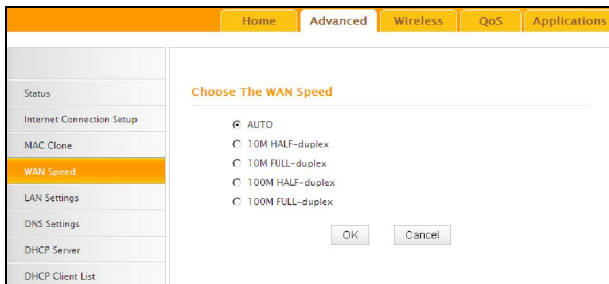 Home Advanced Wireless QoS Applications
Status
Internet Connection Setup
MAC Clone
WAN Speed
LAN Settings
DNS Settings
DHCP Server
DHCP Client List
Choose The WAN Speed
AUTO
10M HALF-duplex
10M FULL-duplex
100M HALF-duplex
100M FULL-duplex
OK Cancel